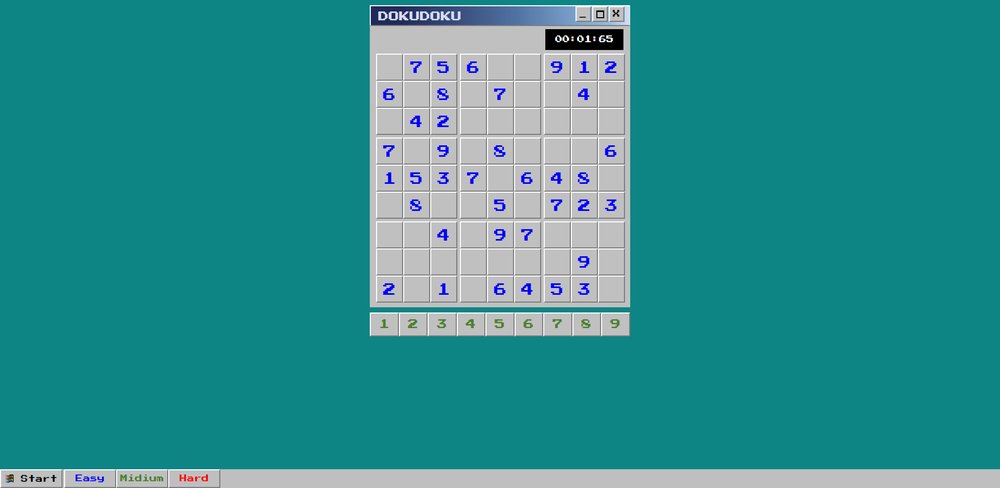 DOKUDOKU
00:01:65
7 5 6 9 1 2
6 8 7 4
4 2
7 9 8 6
1 5 3 7 6 4 8
8 5 7 2 3
4 9 7
9
2 1 6 4 5 3
1 2 3 4 5 6 7 8 9
Start Easy Midium Hard